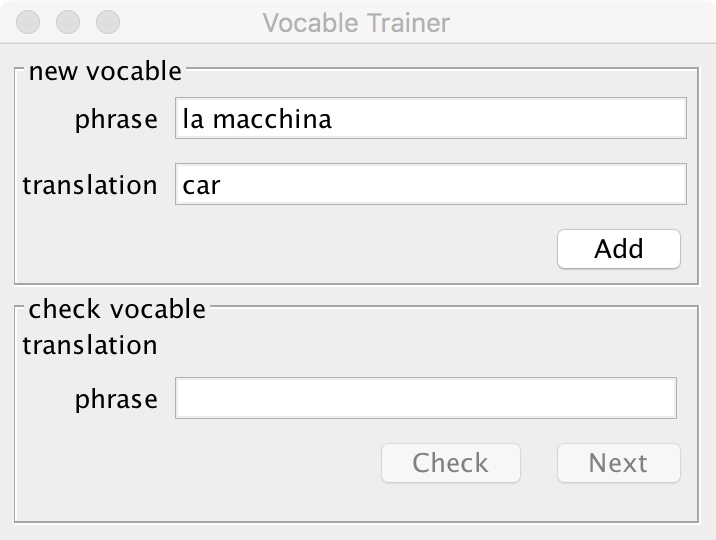 Vocable Trainer
new vocable
phrase la macchina
translation car
Add
check vocable
translation
phrase
Check Next